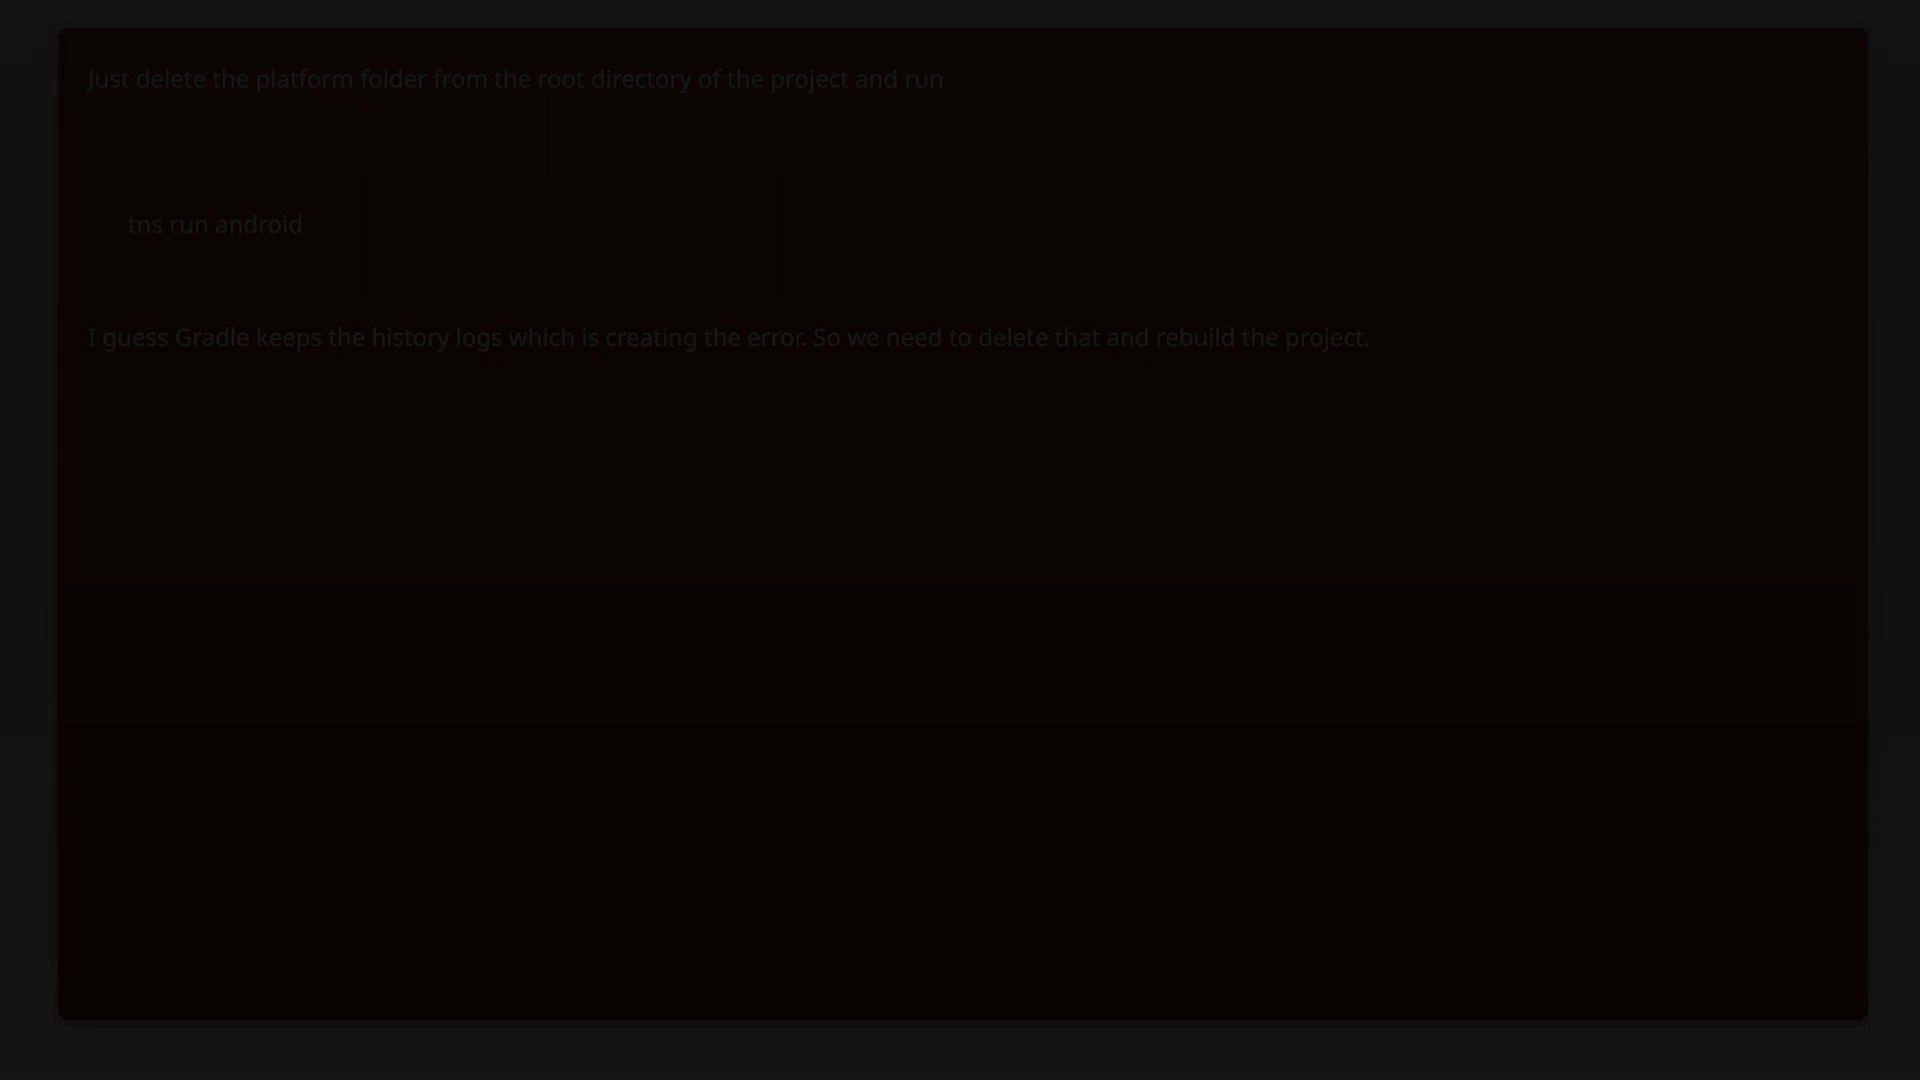 Just delete the platform folder from the root directory of the project and run
tns run android
I guess Gradle keeps the history logs which is creating the error. So we need to delete that and rebuild the project.